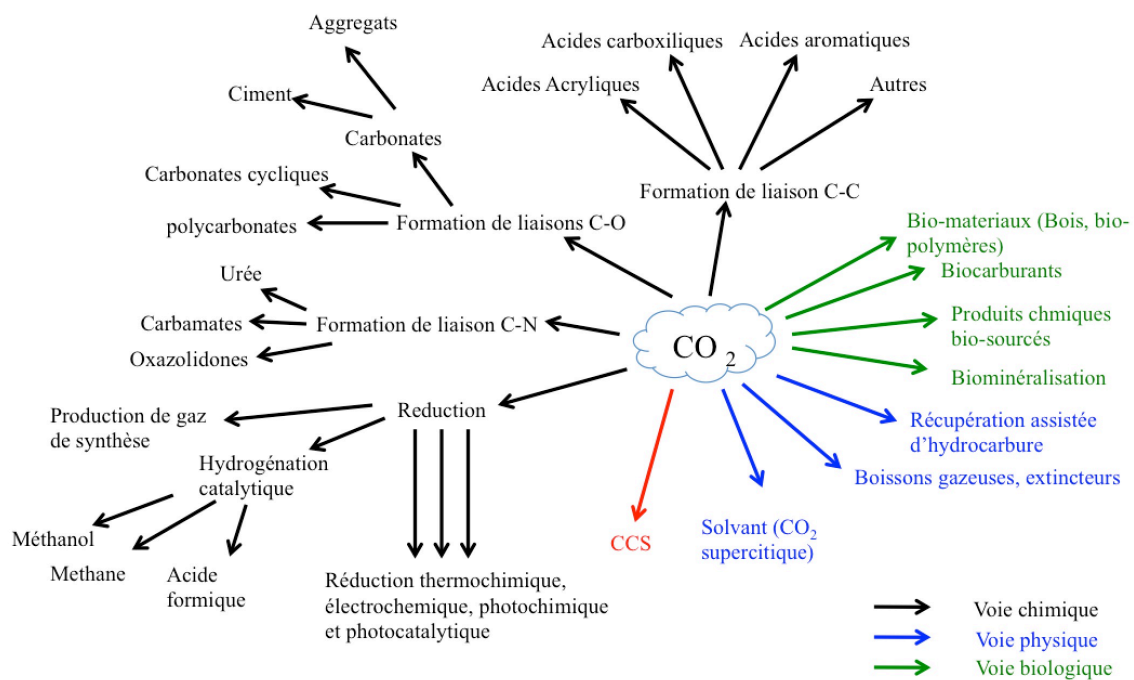 Aggregats
Acides carboxiliques
Acides aromatiques
Acides Acryliques
Autres
Ciment
Carbonates
Carbonates cycliques
Formation de liaison C-C
polycarbonates
Formation de liaisons C-O
Bio-materiaux (Bois, bio-
polymères)
Biocarburants
Urée
Carbamates
Formation de liaison C-N
Oxazolidones
CO 2
Produits chmiques
bio-sourcés
Biominéralisation
Production de gaz
de synthèse
Reduction
Récupération assistée
d'hydrocarbure
Hydrogénation
catalytique
Boissons gazeuses, extincteurs
Méthanol
Methane
Acide
formique
Réduction thermochimique,
électrochemique, photochimique
et photocatalytique
CCS
Solvant (CO2
supercitique)
Voie chimique
Voie physique
Voie biologique